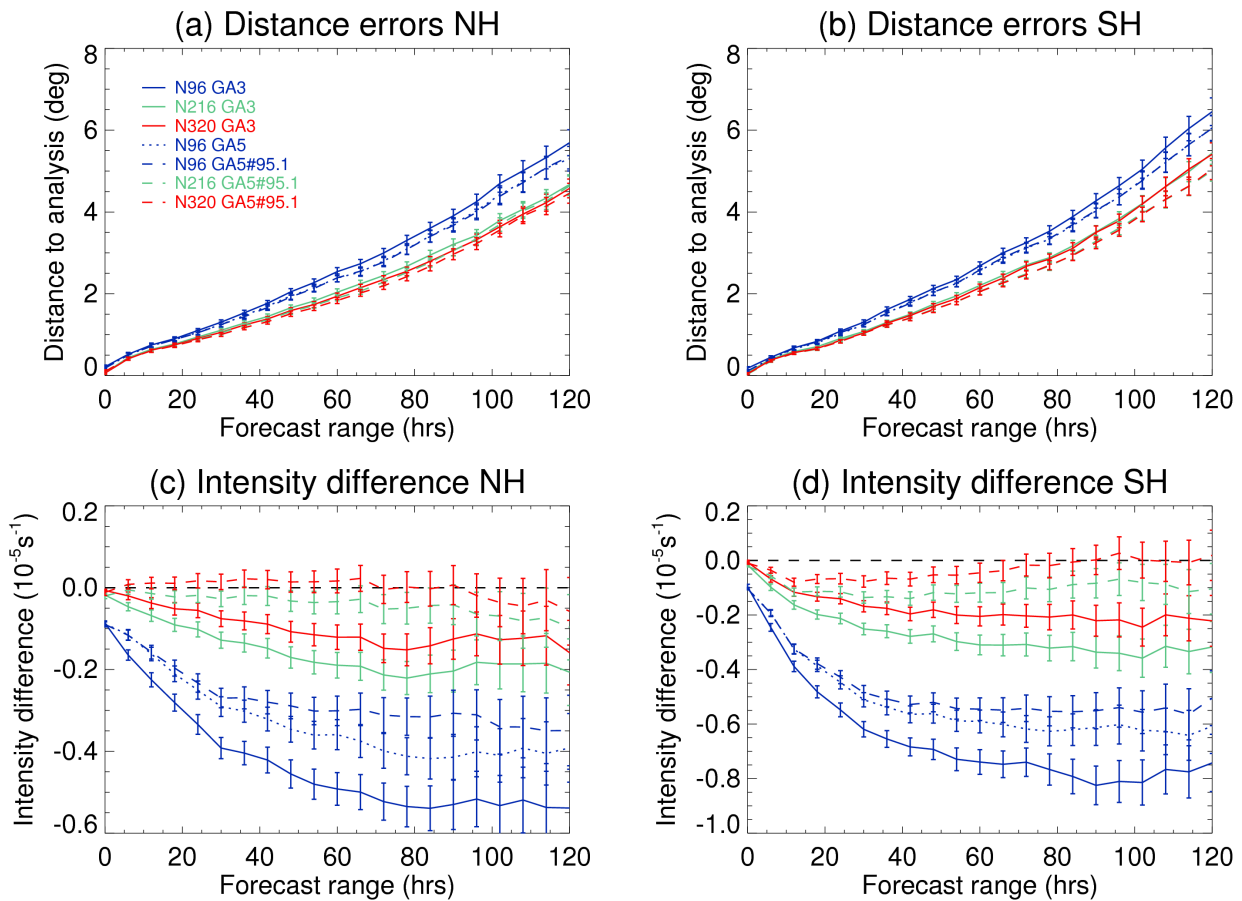 (a) Distance errors NH
8
6
4
2
0
Distance to analysis (deg)
N96 GA3
N216 GA3
N320 GA3
N96 GA5
N96 GA5#95.1
N216 GA5#95.1
N320 GA5#95.1
0 20 40 60 80 100 120
Forecast range (hrs)
(b) Distance errors SH
8
6
4
2
0
Distance to analysis (deg)
0 20 40 60 80 100 120
Forecast range (hrs)
(c) Intensity difference NH
0.2
0.0
-0.2
-0.4
-0.6
Intensity difference (10⁻⁵s⁻¹)
0 20 40 60 80 100 120
Forecast range (hrs)
(d) Intensity difference SH
0.2
0.0
-0.2
-0.4
-0.6
-0.8
-1.0
Intensity difference (10⁻⁵s⁻¹)
0 20 40 60 80 100 120
Forecast range (hrs)